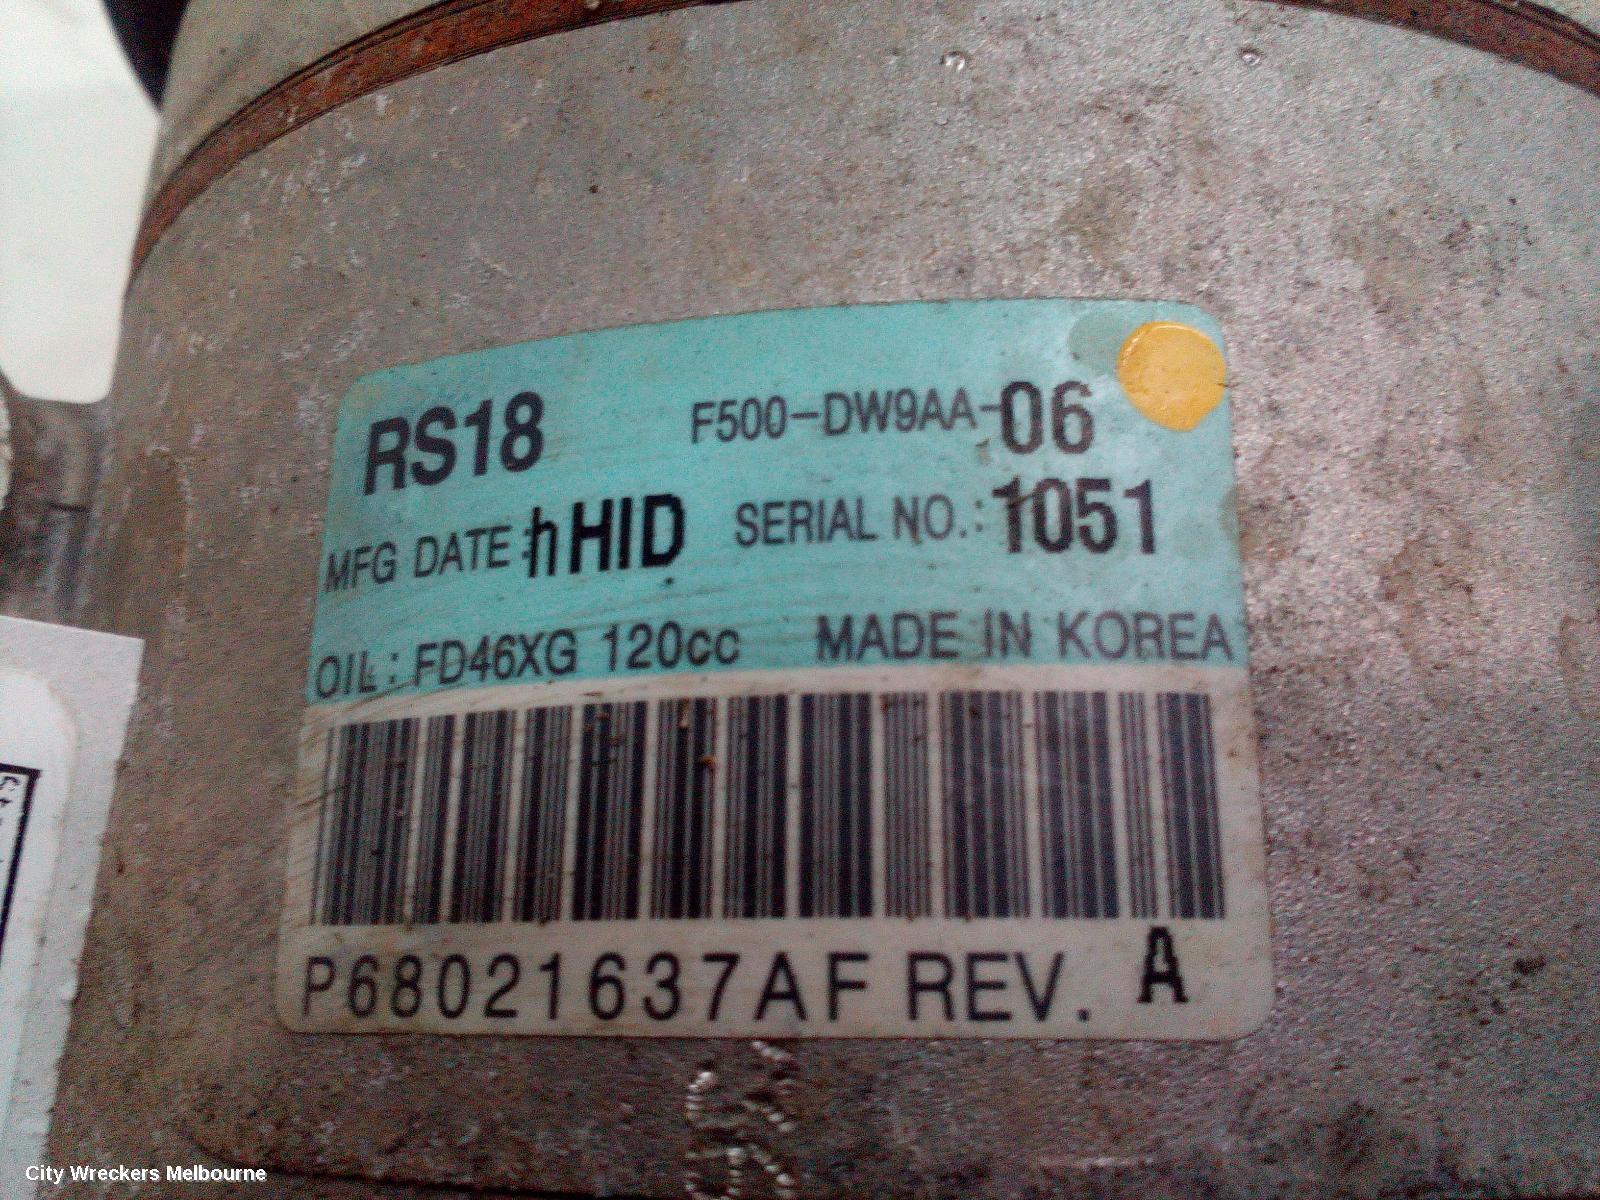 RS18 F500-DW9AA-06
MFG DATE: hHID SERIAL NO.: 1051
OIL: FD46XG 120cc MADE IN KOREA
P68021637AF REV. A
City Wreckers Melbourne